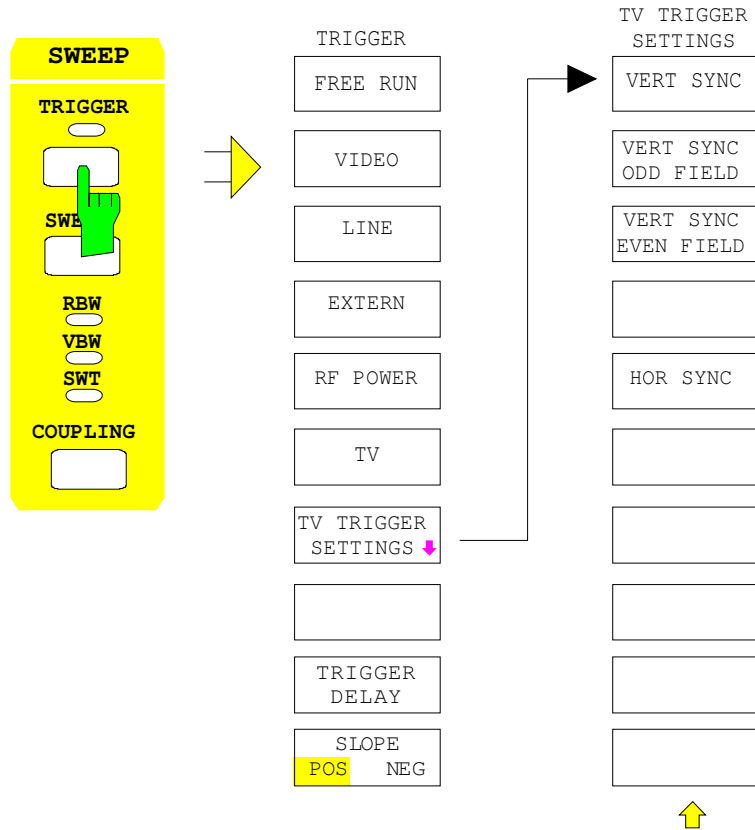 SWEEP
TRIGGER
SWE
RBW
VBW
SWT
COUPLING
TRIGGER
FREE RUN
VIDEO
LINE
EXTERN
RF POWER
TV
TV TRIGGER
SETTINGS
TRIGGER
DELAY
SLOPE
POS NEG
TV TRIGGER
SETTINGS
VERT SYNC
VERT SYNC
ODD FIELD
VERT SYNC
EVEN FIELD
HOR SYNC